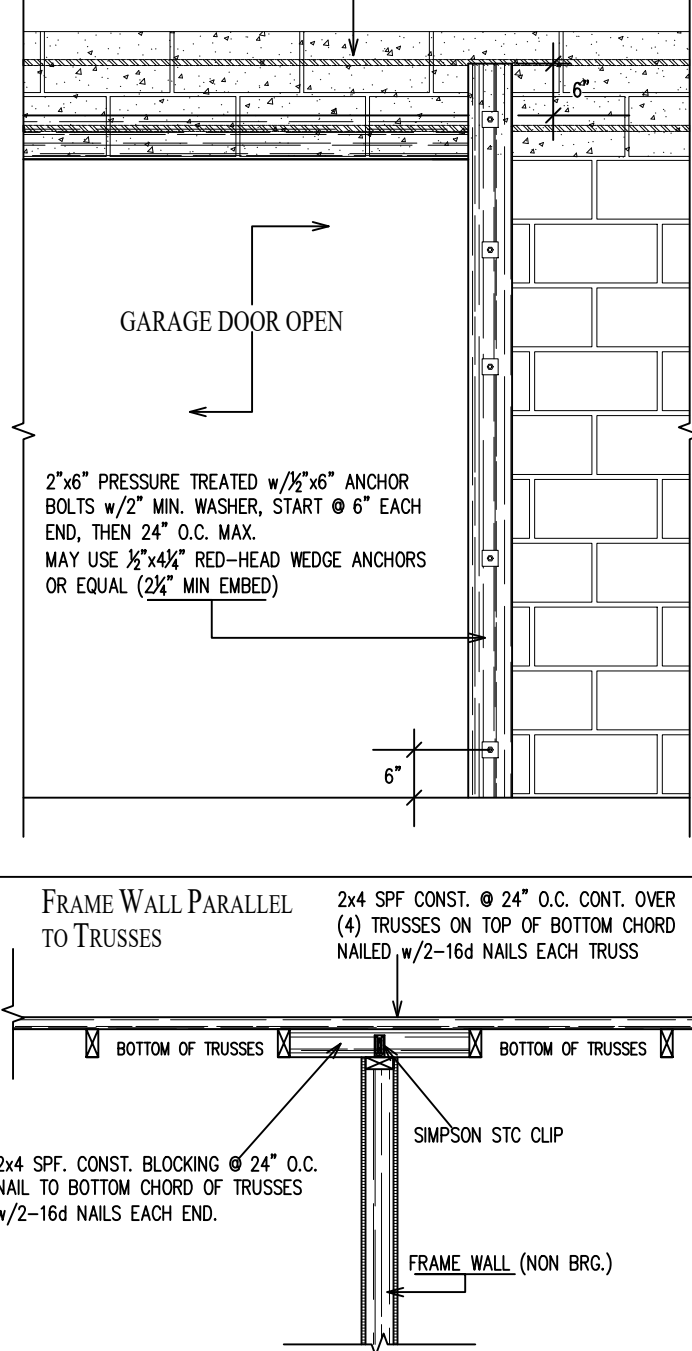 6"
GARAGE DOOR OPEN
2"x6" PRESSURE TREATED w/½"x6" ANCHOR
BOLTS w/2" MIN. WASHER, START @ 6" EACH
END, THEN 24" O.C. MAX.
MAY USE ½"x4¼" RED-HEAD WEDGE ANCHORS
OR EQUAL (2¼" MIN EMBED)
6"
FRAME WALL PARALLEL
TO TRUSSES
2x4 SPF CONST. @ 24" O.C. CONT. OVER
(4) TRUSSES ON TOP OF BOTTOM CHORD
NAILED w/2-16d NAILS EACH TRUSS
BOTTOM OF TRUSSES
BOTTOM OF TRUSSES
SIMPSON STC CLIP
2x4 SPF. CONST. BLOCKING @ 24" O.C.
NAIL TO BOTTOM CHORD OF TRUSSES
w/2-16d NAILS EACH END.
FRAME WALL (NON BRG.)